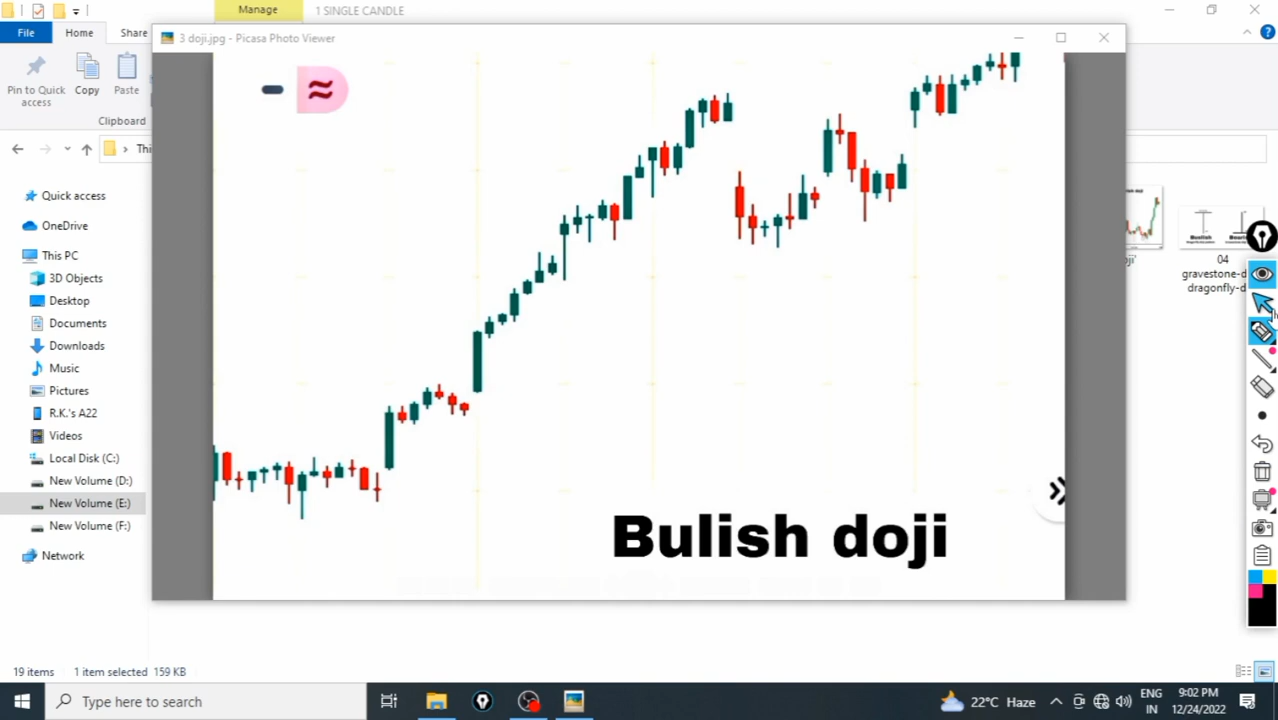 Manage
1 SINGLE CANDLE
File
Home
Share
3 doji.jpg - Picasa Photo Viewer
Pin to Quick
access
Copy
Paste
Clipboard
Thi
Quick access
OneDrive
This PC
3D Objects
Desktop
Documents
Downloads
Music
Pictures
R.K.'s A22
Videos
Local Disk (C:)
New Volume (D:)
New Volume (E:)
New Volume (F:)
Network
Bulish doji
04
gravestone-d
dragonfly-d
19 items
1 item selected
159 KB
Type here to search
22°C Haze
ENG
IN
9:02 PM
12/24/2022